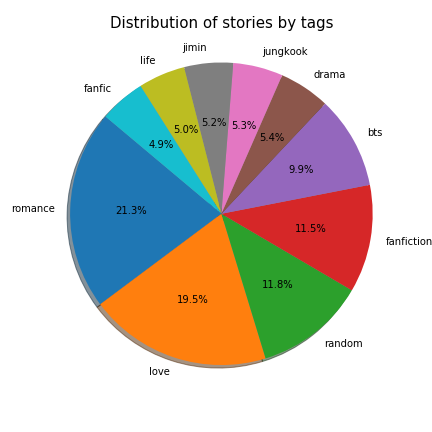 Distribution of stories by tags
romance
21.3%
love
19.5%
random
11.8%
fanfiction
11.5%
bts
9.9%
drama
5.4%
jungkook
5.3%
jimin
5.2%
life
5.0%
fanfic
4.9%